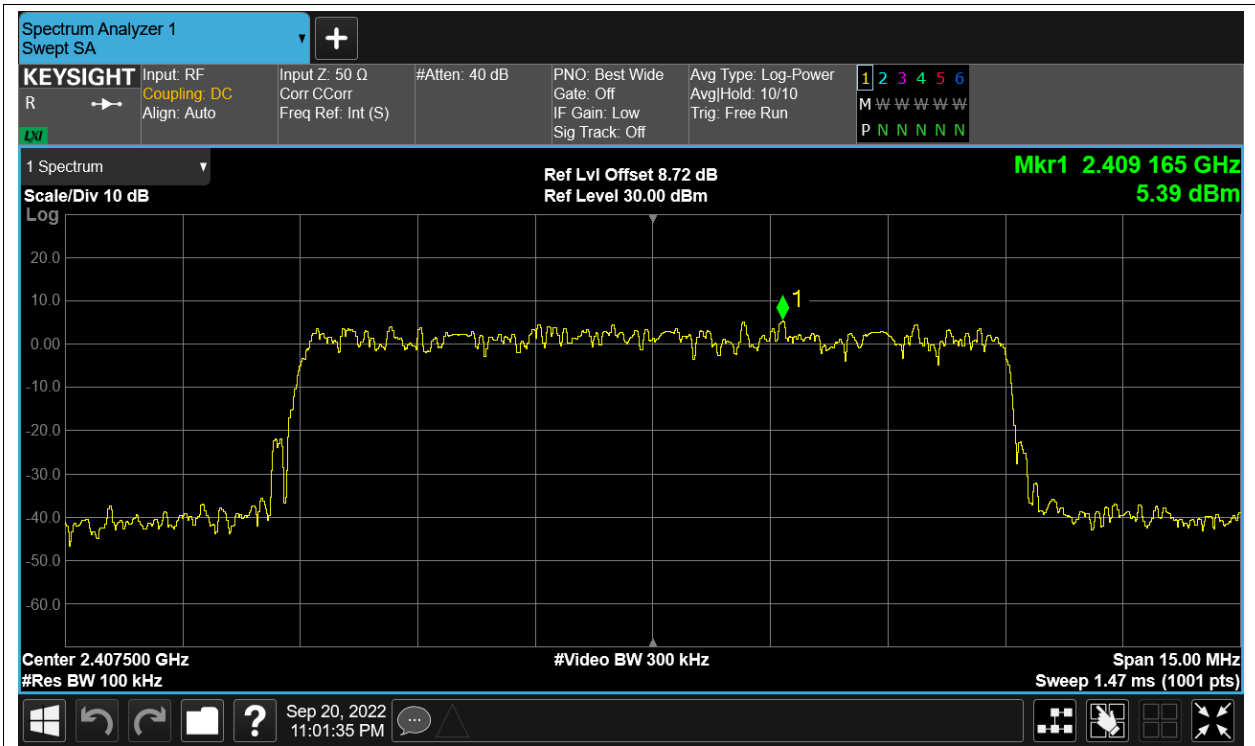 Spectrum Analyzer 1
Swept SA
+
KEYSIGHT
R
LXI
Input: RF
Coupling: DC
Align: Auto
Input Z: 50 Ω
Corr CCorr
Freq Ref: Int (S)
#Atten: 40 dB
PNO: Best Wide
Gate: Off
IF Gain: Low
Sig Track: Off
Avg Type: Log-Power
Avg|Hold: 10/10
Trig: Free Run
1 2 3 4 5 6
M W W W W W
P N N N N N
1 Spectrum
Scale/Div 10 dB
Log
Ref Lvl Offset 8.72 dB
Ref Level 30.00 dBm
Mkr1 2.409 165 GHz
5.39 dBm
20.0
10.0
0.00
-10.0
-20.0
-30.0
-40.0
-50.0
-60.0
1
Center 2.407500 GHz
#Res BW 100 kHz
#Video BW 300 kHz
Span 15.00 MHz
Sweep 1.47 ms (1001 pts)
?
Sep 20, 2022
11:01:35 PM